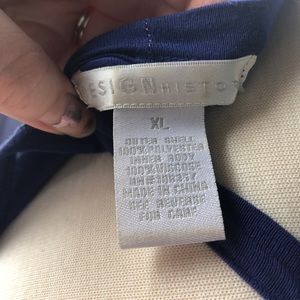 ESIGNHISTO
XL
OUTER SHELL
100%POLYESTER
INNER BODY
100%VISCOSE
MADE IN CHINA
SEE REVERSE
FOR CARE